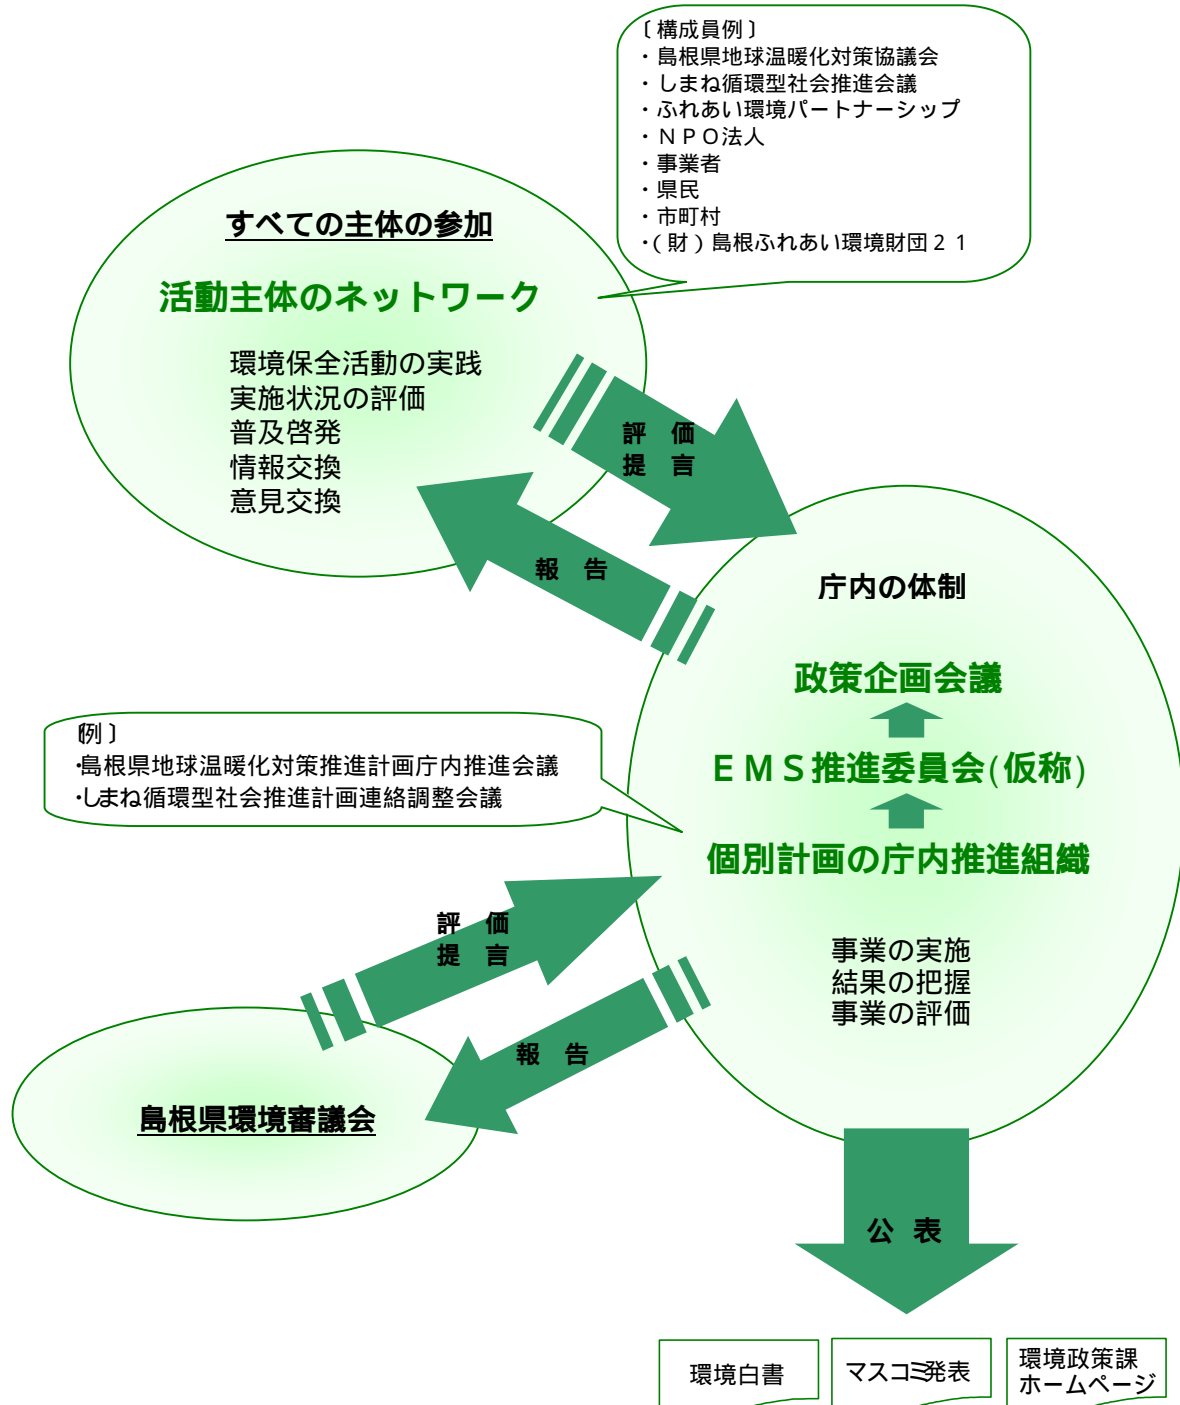 〔構成員例〕
・島根県地球温暖化対策協議会
・しまね循環型社会推進会議
・ふれあい環境パートナーシップ
・ＮＰＯ法人
・事業者
・県民
・市町村
・(財)島根ふれあい環境財団２１
すべての主体の参加
活動主体のネットワーク
環境保全活動の実践
実施状況の評価
普及啓発
情報交換
意見交換
評　価
提　言
報　告
庁内の体制
政策企画会議
ＥＭＳ推進委員会(仮称)
個別計画の庁内推進組織
事業の実施
結果の把握
事業の評価
〔例〕
・島根県地球温暖化対策推進計画庁内推進会議
・しまね循環型社会推進計画連絡調整会議
評　価
提　言
報　告
島根県環境審議会
公　表
環境白書
マスコミ発表
環境政策課
ホームページ